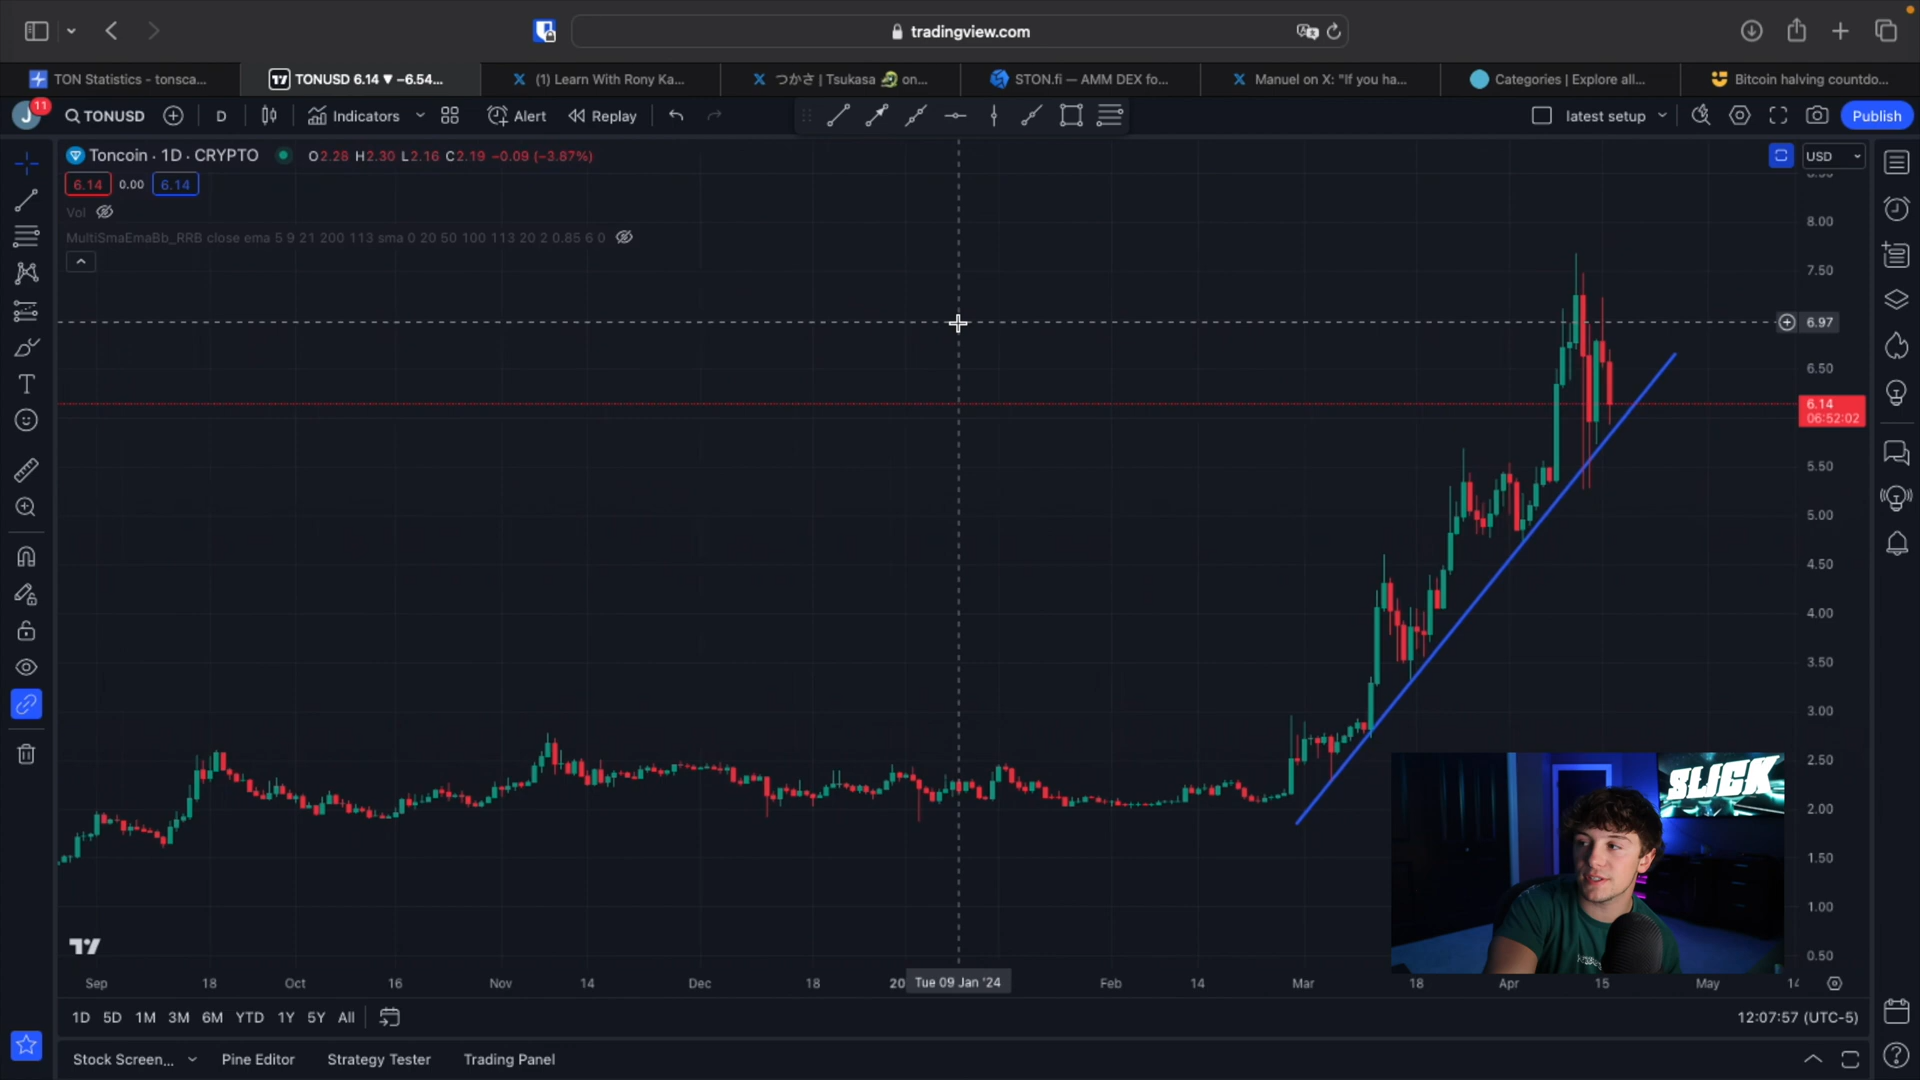 tradingview.com
TON Statistics - tonsca...
TONUSD 6.14 ▼ −6.54...
(1) Learn With Rony Ka...
つかさ | Tsukasa 🐊 on...
STON.fi — AMM DEX fo...
Manuel on X: "If you ha...
Categories | Explore all...
Bitcoin halving countdo...
J
11
TONUSD
D
Indicators
Alert
Replay
latest setup
Publish
Toncoin · 1D · CRYPTO
O2.28 H2.30 L2.16 C2.19 −0.09 (−3.87%)
USD
6.14
0.00
6.14
Vol
MultiSmaEmaBb_RRB close ema 5 9 21 200 113 sma 0 20 50 100 113 20 2 0.85 6 0
8.00
7.50
6.97
6.50
6.14
06:52:02
5.50
5.00
4.50
4.00
3.50
3.00
2.50
2.00
1.50
1.00
0.50
SLICK
Sep
18
Oct
16
Nov
14
Dec
18
20
Tue 09 Jan '24
Feb
14
Mar
18
Apr
15
May
1D 5D 1M 3M 6M YTD 1Y 5Y All
12:07:57 (UTC-5)
Stock Screen...
Pine Editor
Strategy Tester
Trading Panel